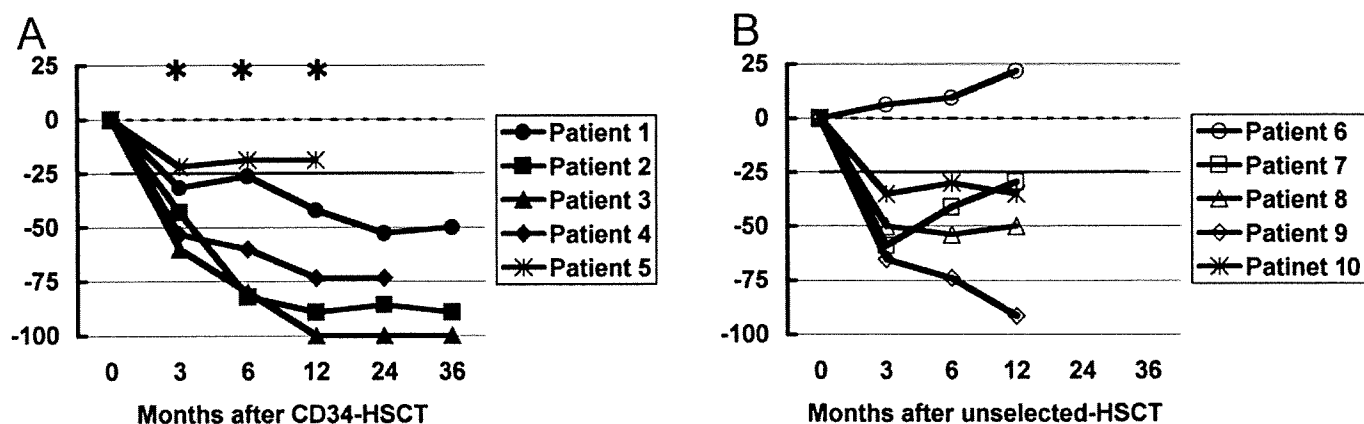 A
25
0
-25
-50
-75
-100
0 3 6 12 24 36
Months after CD34-HSCT
Patient 1
Patient 2
Patient 3
Patient 4
Patient 5
B
25
0
-25
-50
-75
-100
0 3 6 12 24 36
Months after unselected-HSCT
Patient 6
Patient 7
Patient 8
Patient 9
Patinet 10